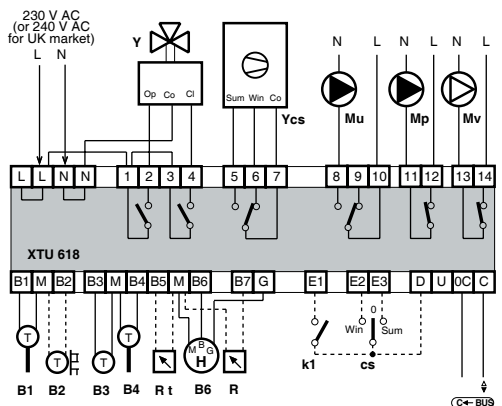 230 V AC
(or 240 V AC
for UK market)
L N
Y
Op Co Cl
Sum Win Co
Ycs
N L N L N L
Mu Mp Mv
L L N N 1 2 3 4 5 6 7 8 9 10 11 12 13 14
XTU 618
B1 M B2 B3 M B4 B5 M B6 B7 G E1 E2 E3 D U 0C C
T T T T M B G H
0
Win Sum
k1 cs
B1 B2 B3 B4 R t B6 R
C BUS